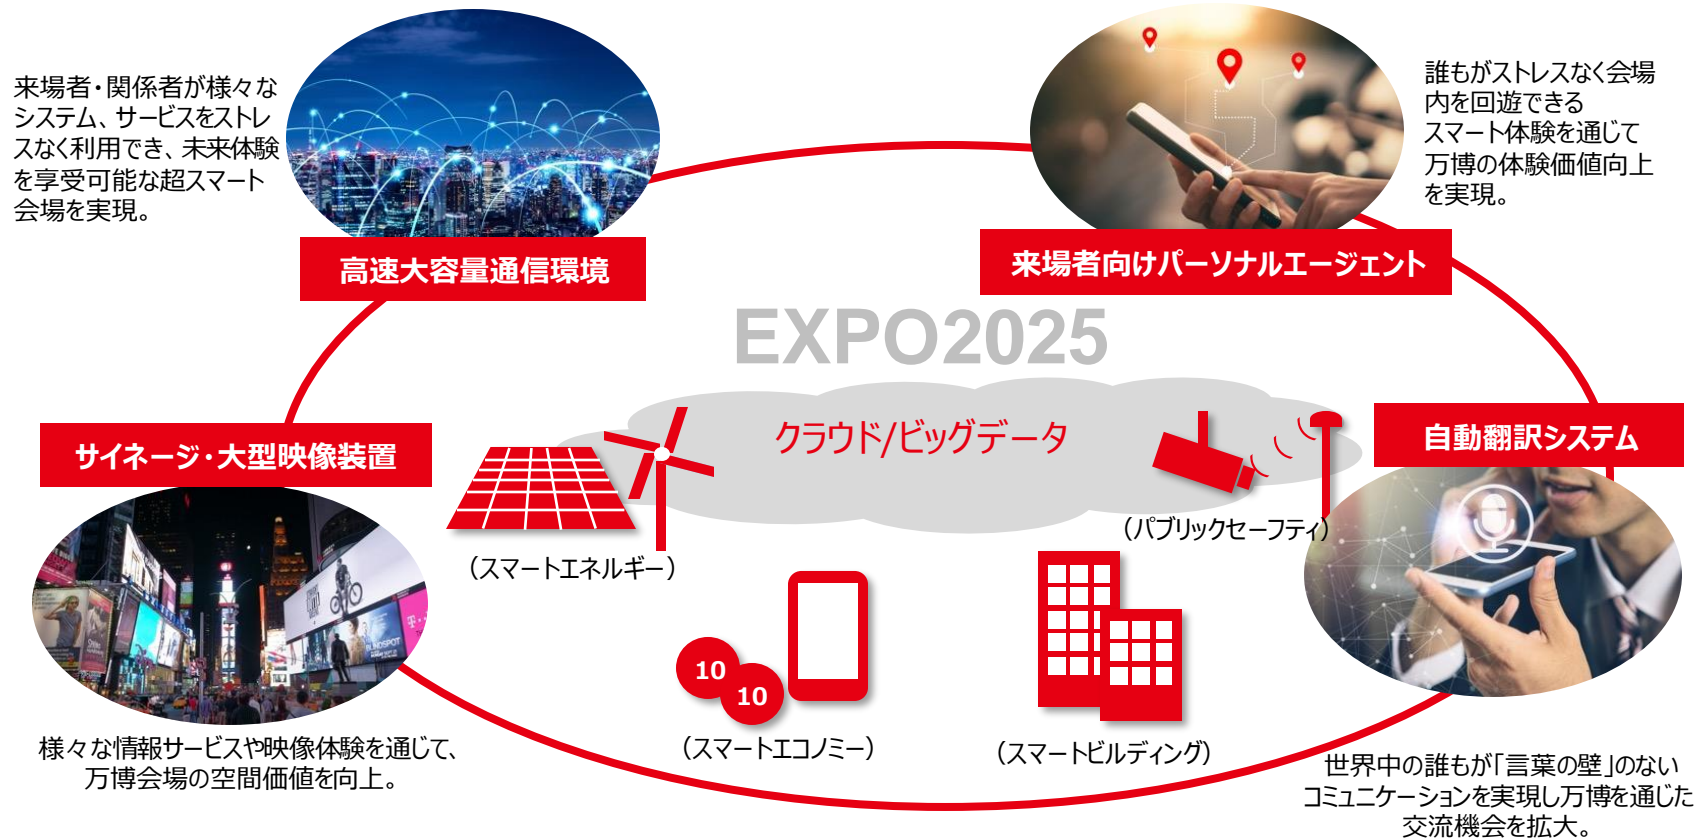 来場者・関係者が様々な
システム、サービスをストレ
スなく利用でき、未来体験
を享受可能な超スマート
会場を実現。
高速大容量通信環境
誰もがストレスなく会場
内を回遊できる
スマート体験を通じて
万博の体験価値向上
を実現。
来場者向けパーソナルエージェント
EXPO2025
クラウド/ビッグデータ
サイネージ・大型映像装置
自動翻訳システム
(パブリックセーフティ)
(スマートエネルギー)
BLINDSPOT
10
10
(スマートエコノミー)
(スマートビルディング)
様々な情報サービスや映像体験を通じて、
万博会場の空間価値を向上。
世界中の誰もが「言葉の壁」のない
コミュニケーションを実現し万博を通じた
交流機会を拡大。